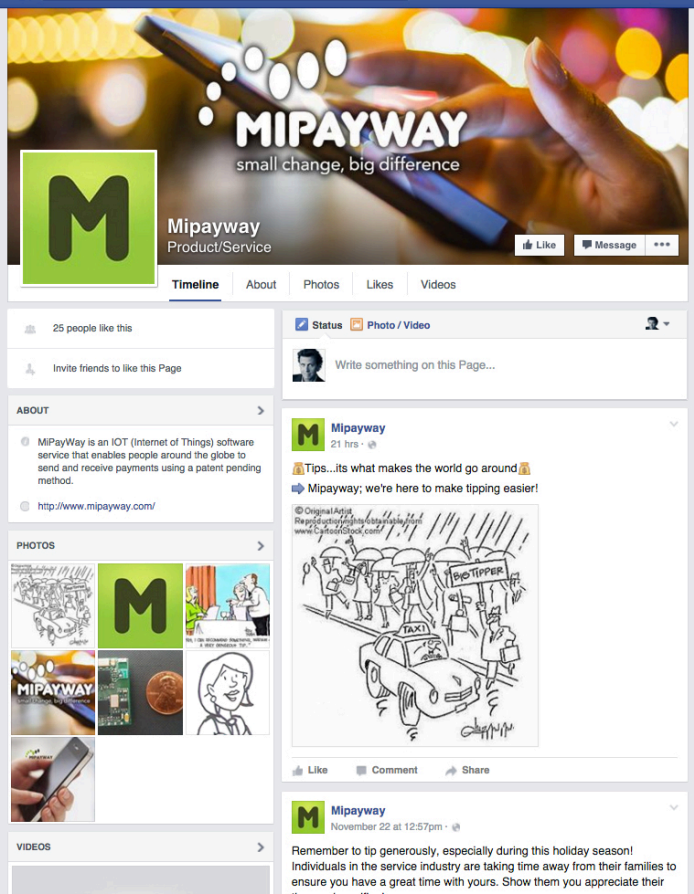 MIPAYWAY
small change, big difference
M
Mipayway
Product/Service
Like
Message
Timeline
About
Photos
Likes
Videos
25 people like this
Invite friends to like this Page
ABOUT
MiPayWay is an IOT (Internet of Things) software
service that enables people around the globe to
send and receive payments using a patent pending
method.
http://www.mipayway.com/
PHOTOS
M
MIPAYWAY
small change, big difference
MIPAYWAY
VIDEOS
Status
Photo / Video
Write something on this Page...
M
Mipayway
21 hrs ·
Tips...its what makes the world go around
Mipayway; we're here to make tipping easier!
© Original Artist
Reproduction rights obtainable from
www.CartoonStock.com
BIG TIPPER
TAXI
Like
Comment
Share
M
Mipayway
November 22 at 12:57pm ·
Remember to tip generously, especially during this holiday season!
Individuals in the service industry are taking time away from their families to
ensure you have a great time with yours. Show them you appreciate their